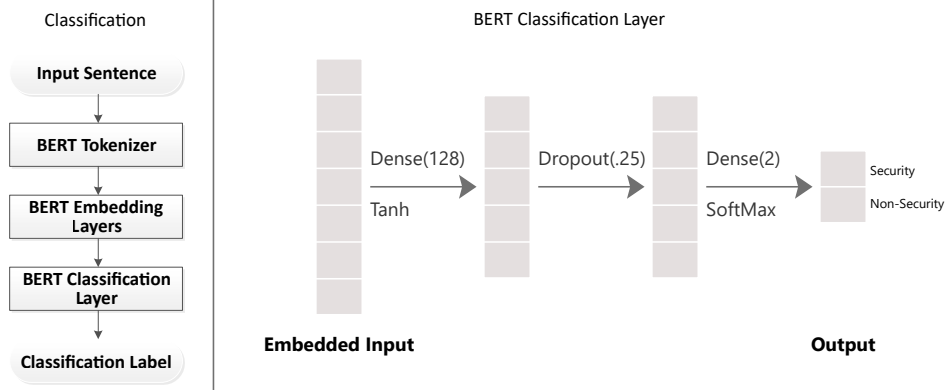 Classification
Input Sentence
BERT Tokenizer
BERT Embedding
Layers
BERT Classification
Layer
Classification Label
BERT Classification Layer
Dense(128)
Tanh
Dropout(.25)
Dense(2)
SoftMax
Security
Non-Security
Embedded Input
Output